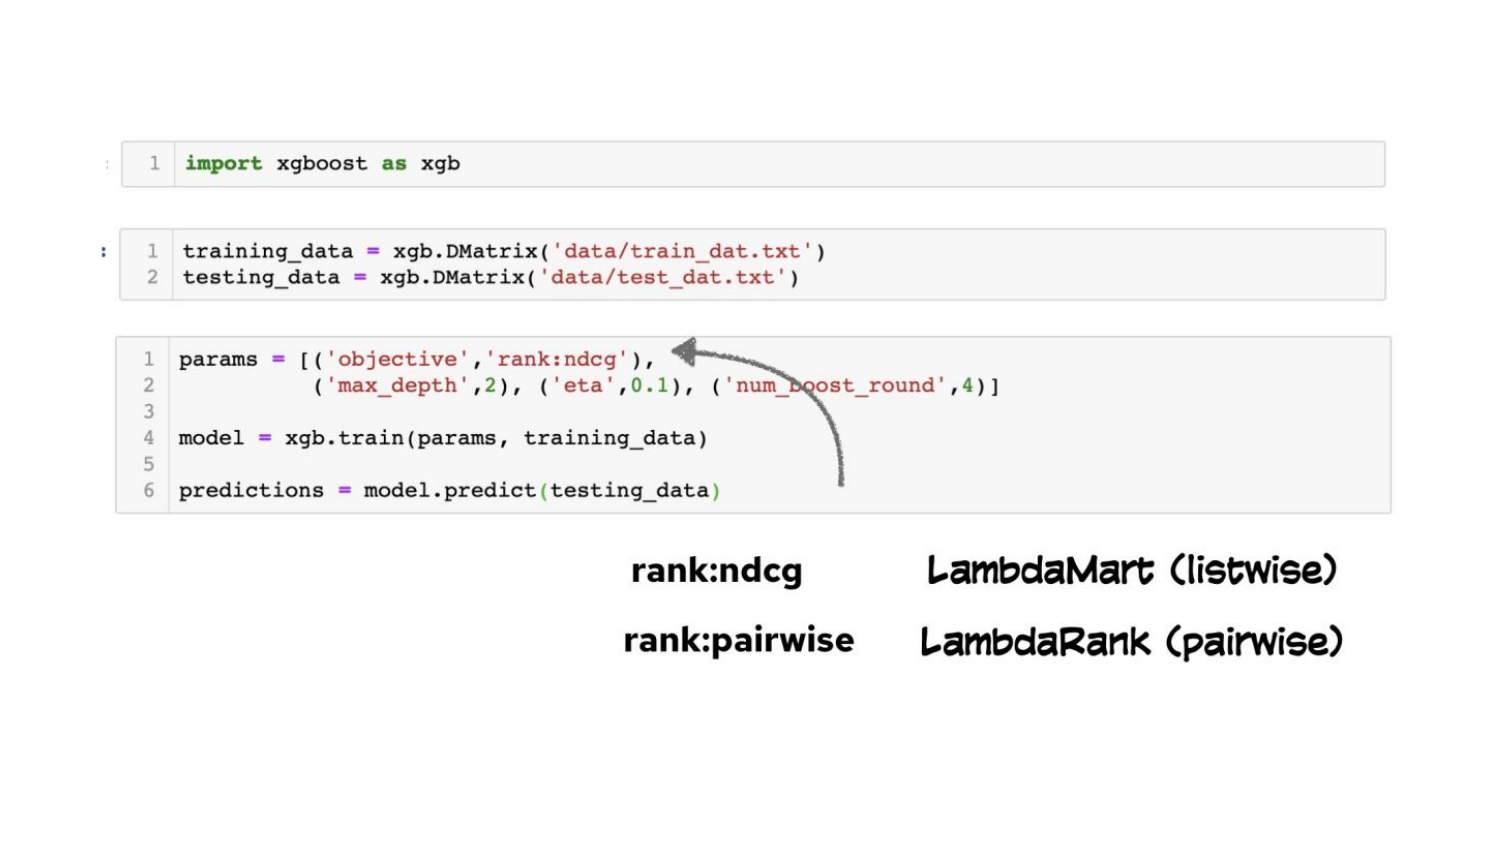 : 1 import xgboost as xgb
: 1 training_data = xgb.DMatrix('data/train_dat.txt')
2 testing_data = xgb.DMatrix('data/test_dat.txt')
1 params = [('objective','rank:ndcg'),
2 ('max_depth',2), ('eta',0.1), ('num_boost_round',4)]
3
4 model = xgb.train(params, training_data)
5
6 predictions = model.predict(testing_data)
rank:ndcg LambdaMart (listwise)
rank:pairwise LambdaRank (pairwise)